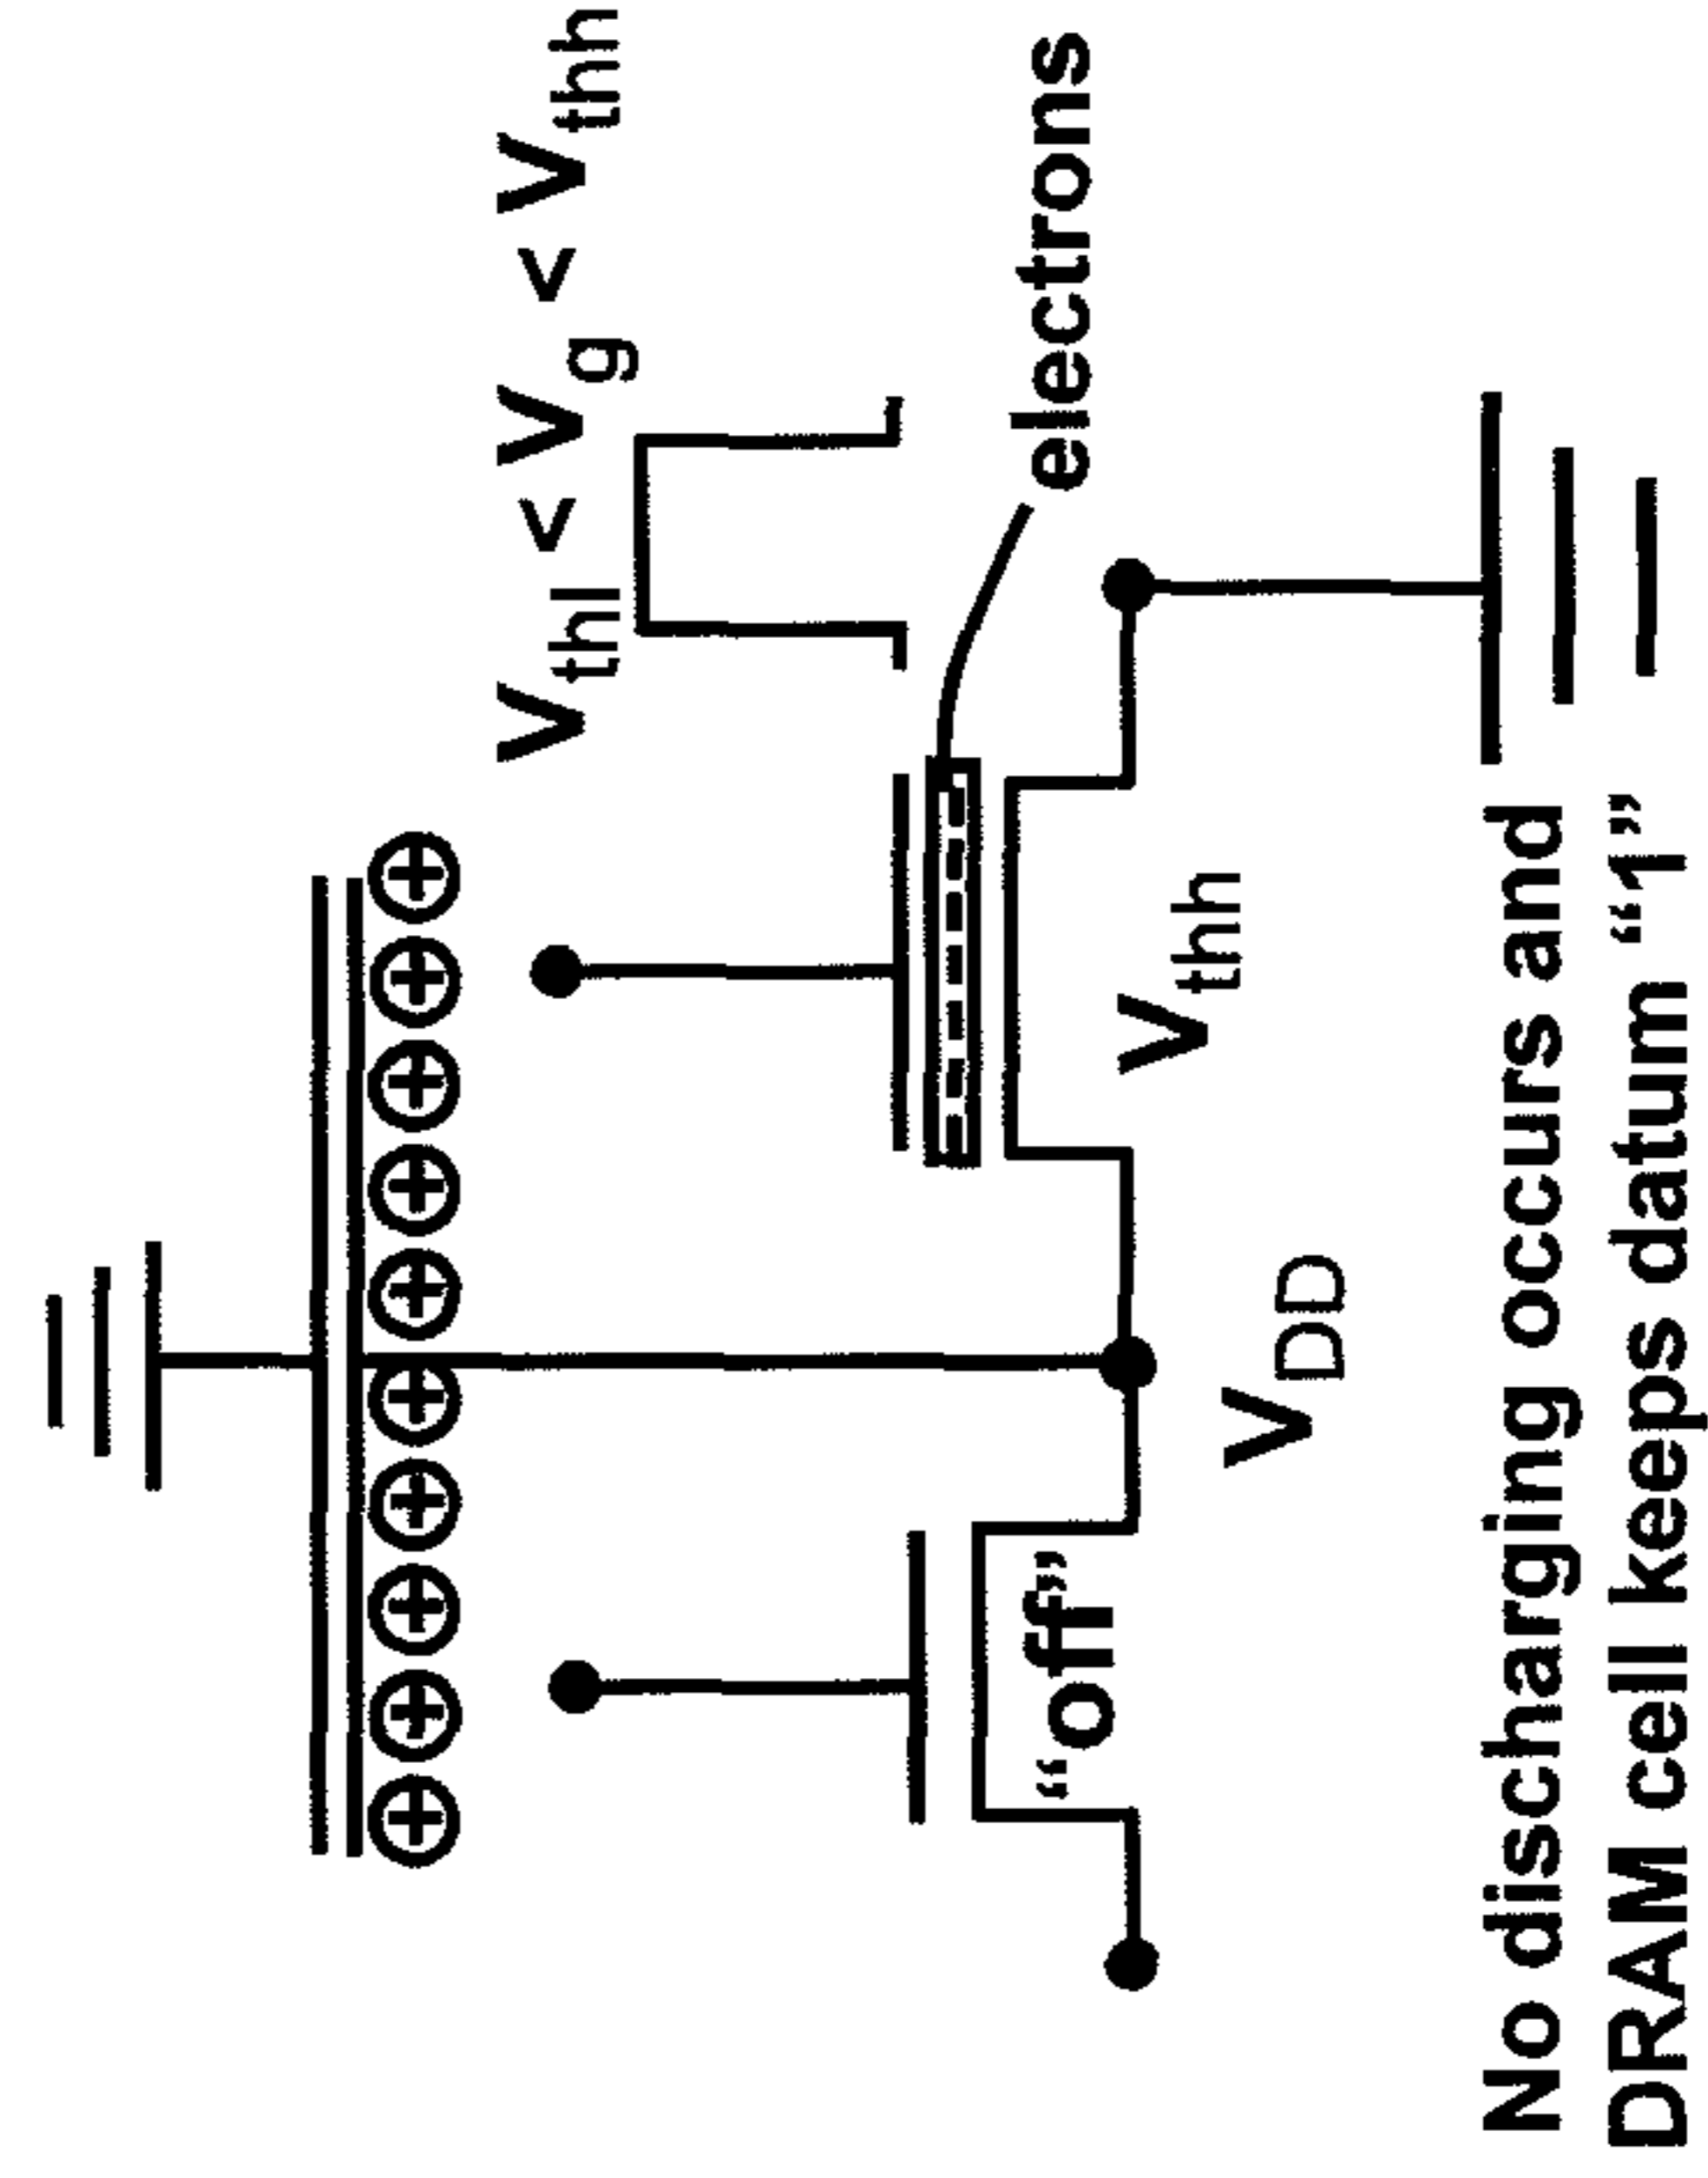 V_thl < V_g < V_thh
electrons
V_thh
V_DD
“off”
No discharging occurs and
DRAM cell keeps datum “1”